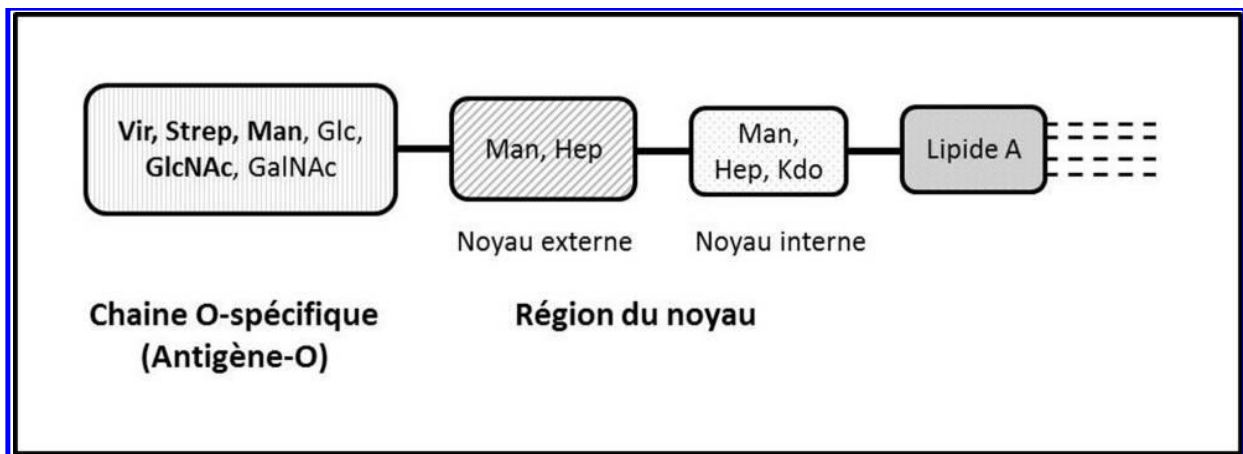 Vir, Strep, Man, Glc,
GlcNAc, GalNAc
Man, Hep
Man,
Hep, Kdo
Lipide A
Noyau externe
Noyau interne
Chaine O-spécifique
(Antigène-O)
Région du noyau